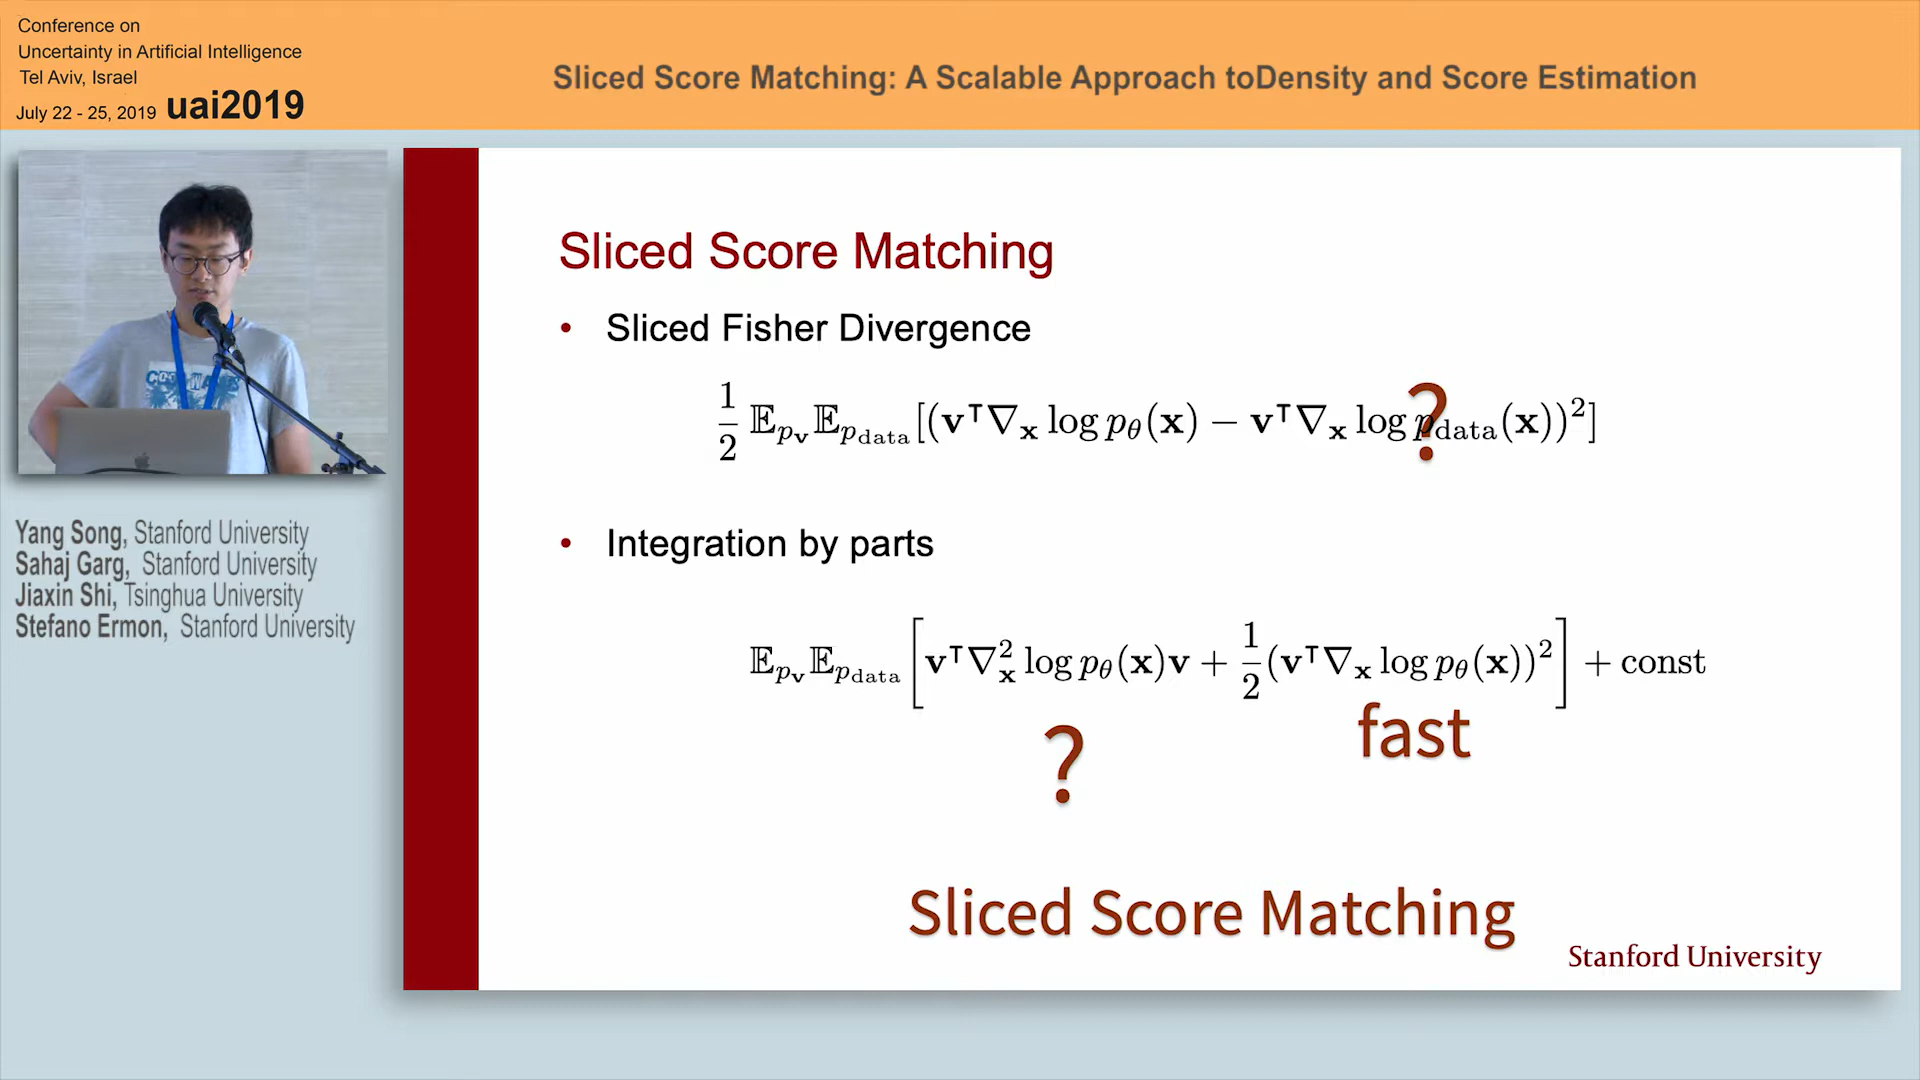 Conference on
Uncertainty in Artificial Intelligence
Tel Aviv, Israel
July 22 - 25, 2019 uai2019
Sliced Score Matching: A Scalable Approach toDensity and Score Estimation
Yang Song, Stanford University
Sahaj Garg, Stanford University
Jiaxin Shi, Tsinghua University
Stefano Ermon, Stanford University
Sliced Score Matching
• Sliced Fisher Divergence
1/2 𝔼_{p_𝐯} 𝔼_{p_data} [(𝐯^⊺∇_𝐱 log p_θ(𝐱) − 𝐯^⊺∇_𝐱 log p_data(𝐱))^2]
?
• Integration by parts
𝔼_{p_𝐯} 𝔼_{p_data} [𝐯^⊺∇_𝐱^2 log p_θ(𝐱)𝐯 + 1/2 (𝐯^⊺∇_𝐱 log p_θ(𝐱))^2] + const
? fast
Sliced Score Matching
Stanford University